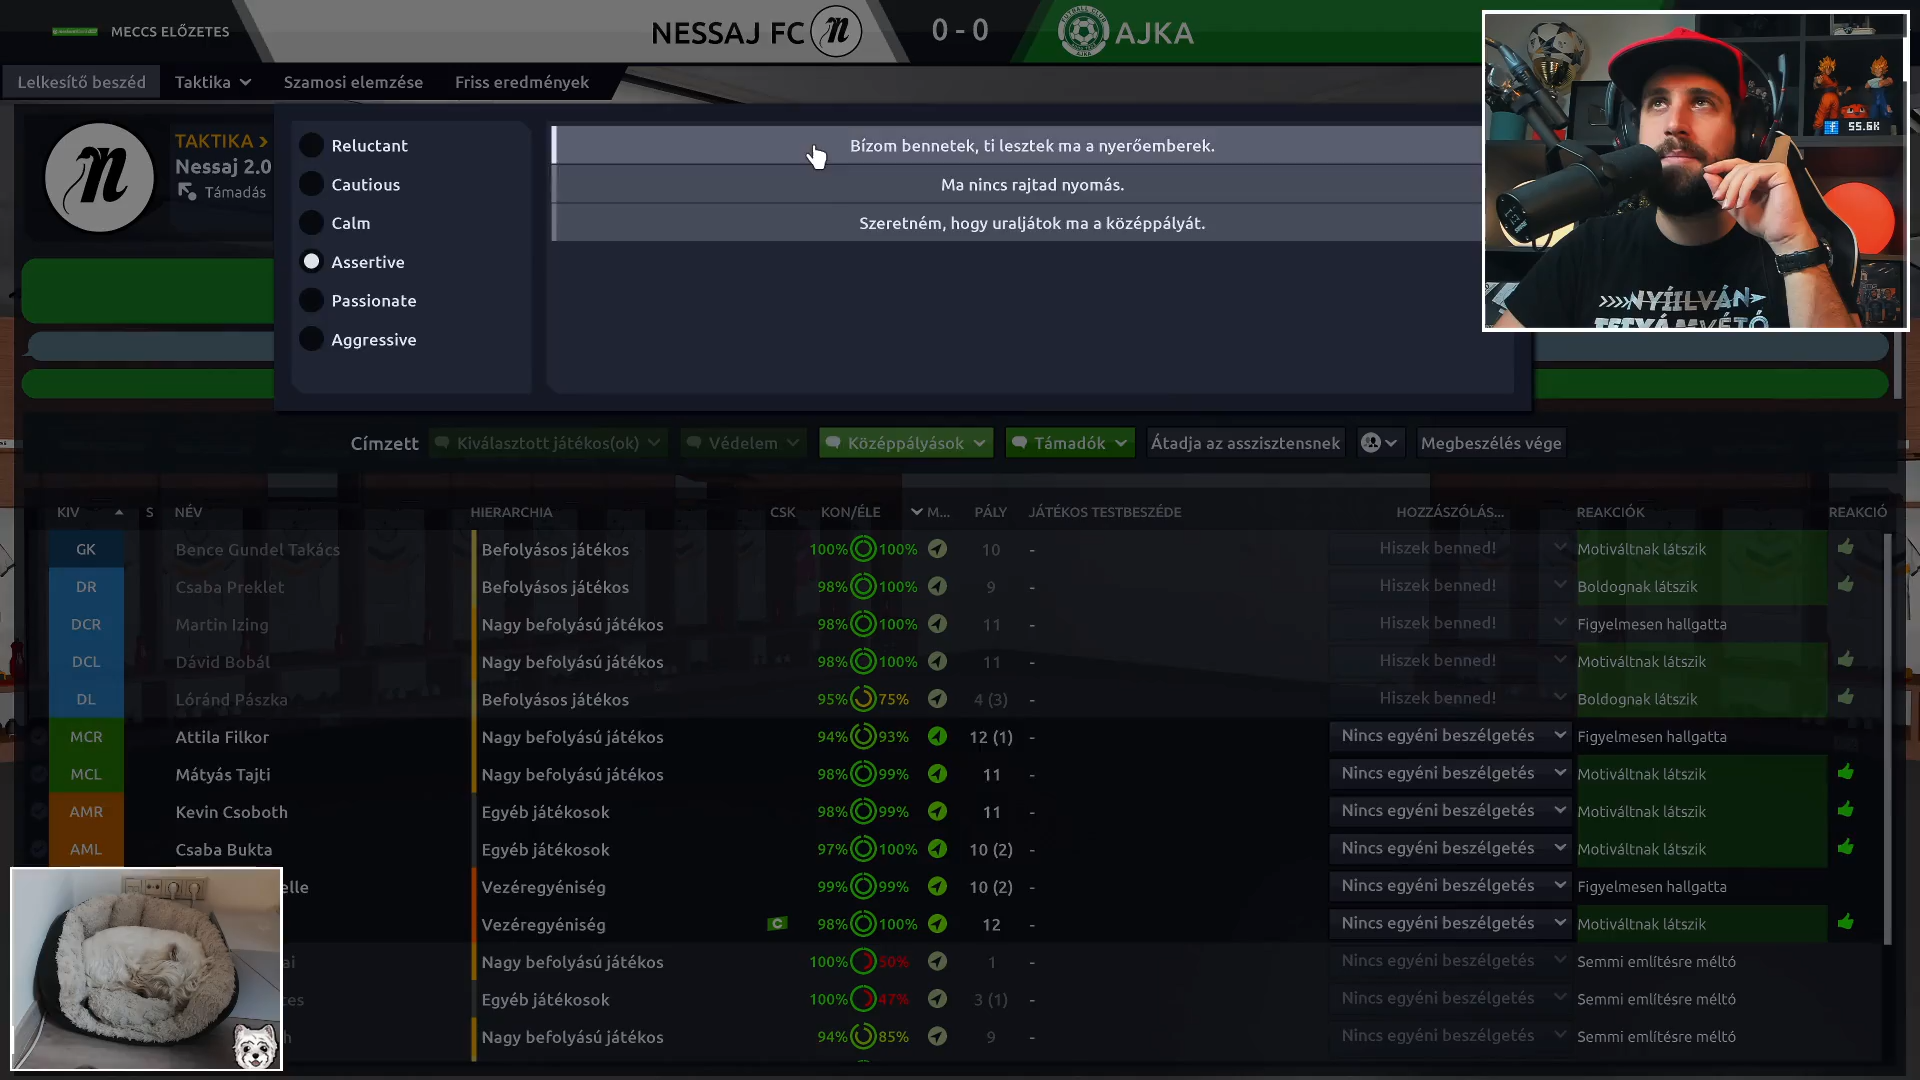 MECCS ELŐZETES
NESSAJ FC
0 - 0
AJKA
Lelkesítő beszéd
Taktika
Szamosi elemzése
Friss eredmények
TAKTIKA >
Nessaj 2.0
Támadás
Reluctant
Cautious
Calm
Assertive
Passionate
Aggressive
Bízom bennetek, ti lesztek ma a nyerőemberek.
Ma nincs rajtad nyomás.
Szeretném, hogy uraljátok ma a középpályát.
55.6K
NYÍILVÁN
Címzett
Kiválasztott játékos(ok)
Védelem
Középpályások
Támadók
Átadja az asszisztensnek
Megbeszélés vége
KIV S NÉV HIERARCHIA CSK KON/ÉLE M... PÁLY JÁTÉKOS TESTBESZÉDE HOZZÁSZÓLÁS... REAKCIÓK REAKCIÓ
GK Bence Gundel Takács Befolyásos játékos 100% 100% 10 - Hiszek benned! Motiváltnak látszik
DR Csaba Preklet Befolyásos játékos 98% 100% 9 - Hiszek benned! Boldognak látszik
DCR Martin Izing Nagy befolyású játékos 98% 100% 11 - Hiszek benned! Figyelmesen hallgatta
DCL Dávid Bobál Nagy befolyású játékos 98% 100% 11 - Hiszek benned! Motiváltnak látszik
DL Lóránd Pászka Befolyásos játékos 95% 75% 4 (3) - Hiszek benned! Boldognak látszik
MCR Attila Filkor Nagy befolyású játékos 94% 93% 12 (1) - Nincs egyéni beszélgetés Figyelmesen hallgatta
MCL Mátyás Tajti Nagy befolyású játékos 98% 99% 11 - Nincs egyéni beszélgetés Motiváltnak látszik
AMR Kevin Csoboth Egyéb játékosok 98% 99% 11 - Nincs egyéni beszélgetés Motiváltnak látszik
AML Csaba Bukta Egyéb játékosok 97% 100% 10 (2) - Nincs egyéni beszélgetés Motiváltnak látszik
elle Vezéregyéniség 99% 99% 10 (2) - Nincs egyéni beszélgetés Figyelmesen hallgatta
Vezéregyéniség C 98% 100% 12 - Nincs egyéni beszélgetés Motiváltnak látszik
ai Nagy befolyású játékos 100% 50% 1 - Nincs egyéni beszélgetés Semmi említésre méltó
tes Egyéb játékosok 100% 47% 3 (1) - Nincs egyéni beszélgetés Semmi említésre méltó
h Nagy befolyású játékos 94% 85% 9 - Nincs egyéni beszélgetés Semmi említésre méltó